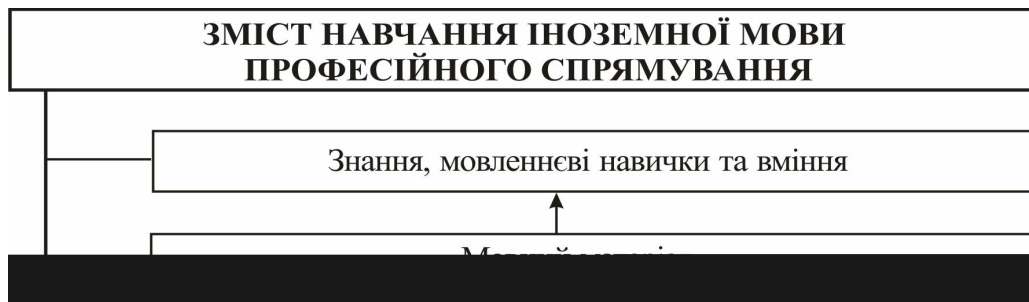 ЗМІСТ НАВЧАННЯ ІНОЗЕМНОЇ МОВИ
ПРОФЕСІЙНОГО СПРЯМУВАННЯ
Знання, мовленнєві навички та вміння